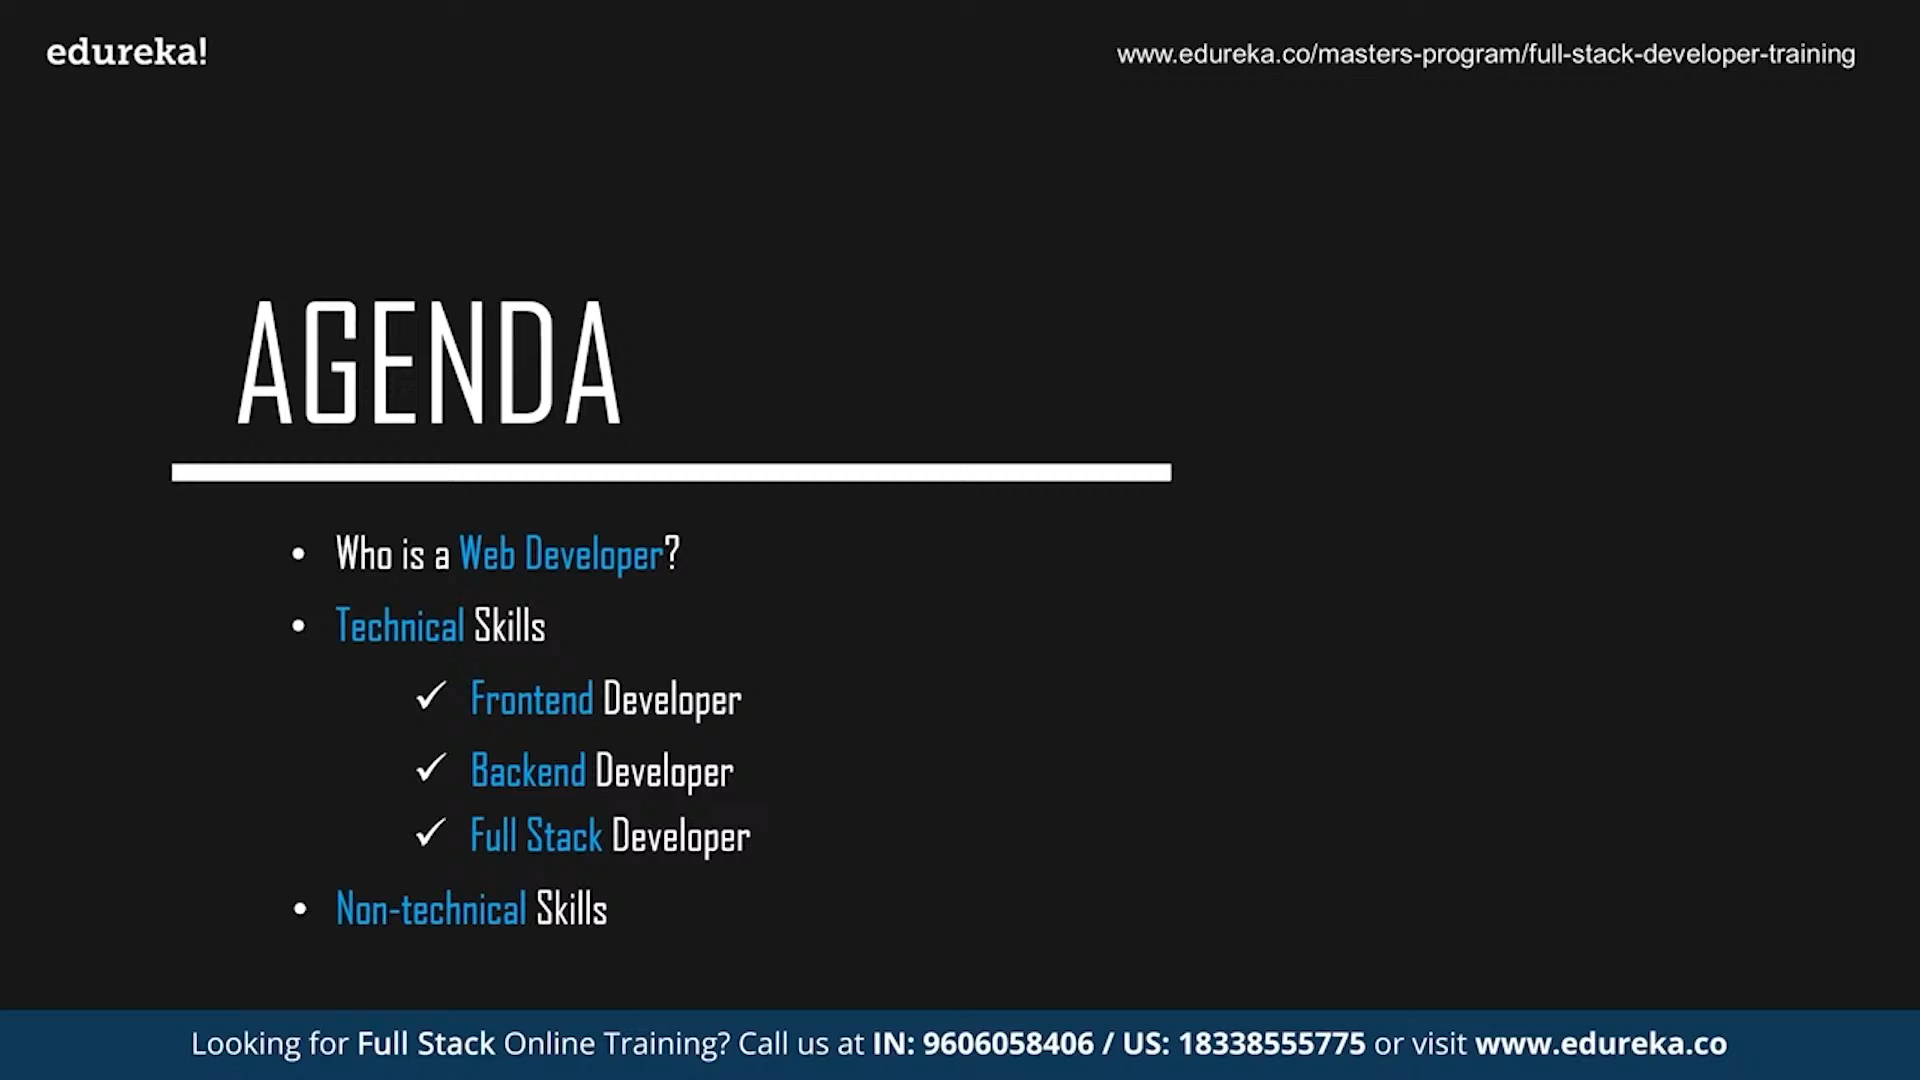 edureka!
www.edureka.co/masters-program/full-stack-developer-training
AGENDA
• Who is a Web Developer?
• Technical Skills
✓ Frontend Developer
✓ Backend Developer
✓ Full Stack Developer
• Non-technical Skills
Looking for Full Stack Online Training? Call us at IN: 9606058406 / US: 18338555775 or visit www.edureka.co